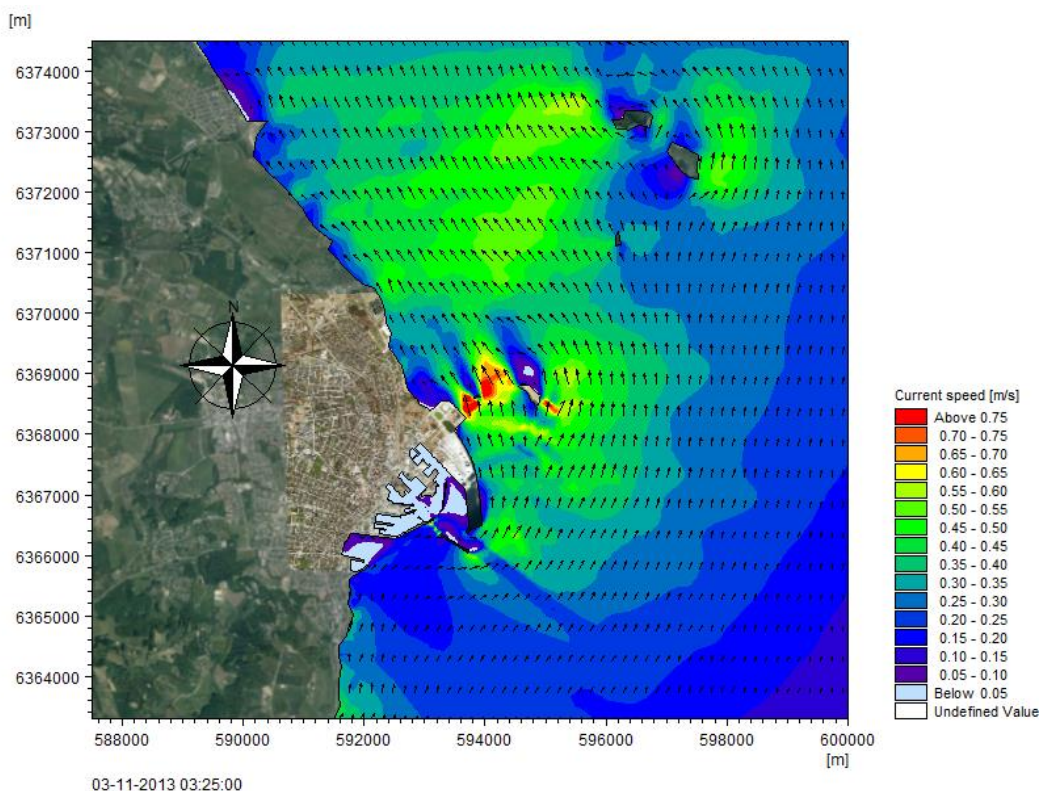 [m]
6374000
6373000
6372000
6371000
6370000
6369000
6368000
6367000
6366000
6365000
6364000
N
588000 590000 592000 594000 596000 598000 600000
[m]
03-11-2013 03:25:00
Current speed [m/s]
Above 0.75
0.70 - 0.75
0.65 - 0.70
0.60 - 0.65
0.55 - 0.60
0.50 - 0.55
0.45 - 0.50
0.40 - 0.45
0.35 - 0.40
0.30 - 0.35
0.25 - 0.30
0.20 - 0.25
0.15 - 0.20
0.10 - 0.15
0.05 - 0.10
Below 0.05
Undefined Value